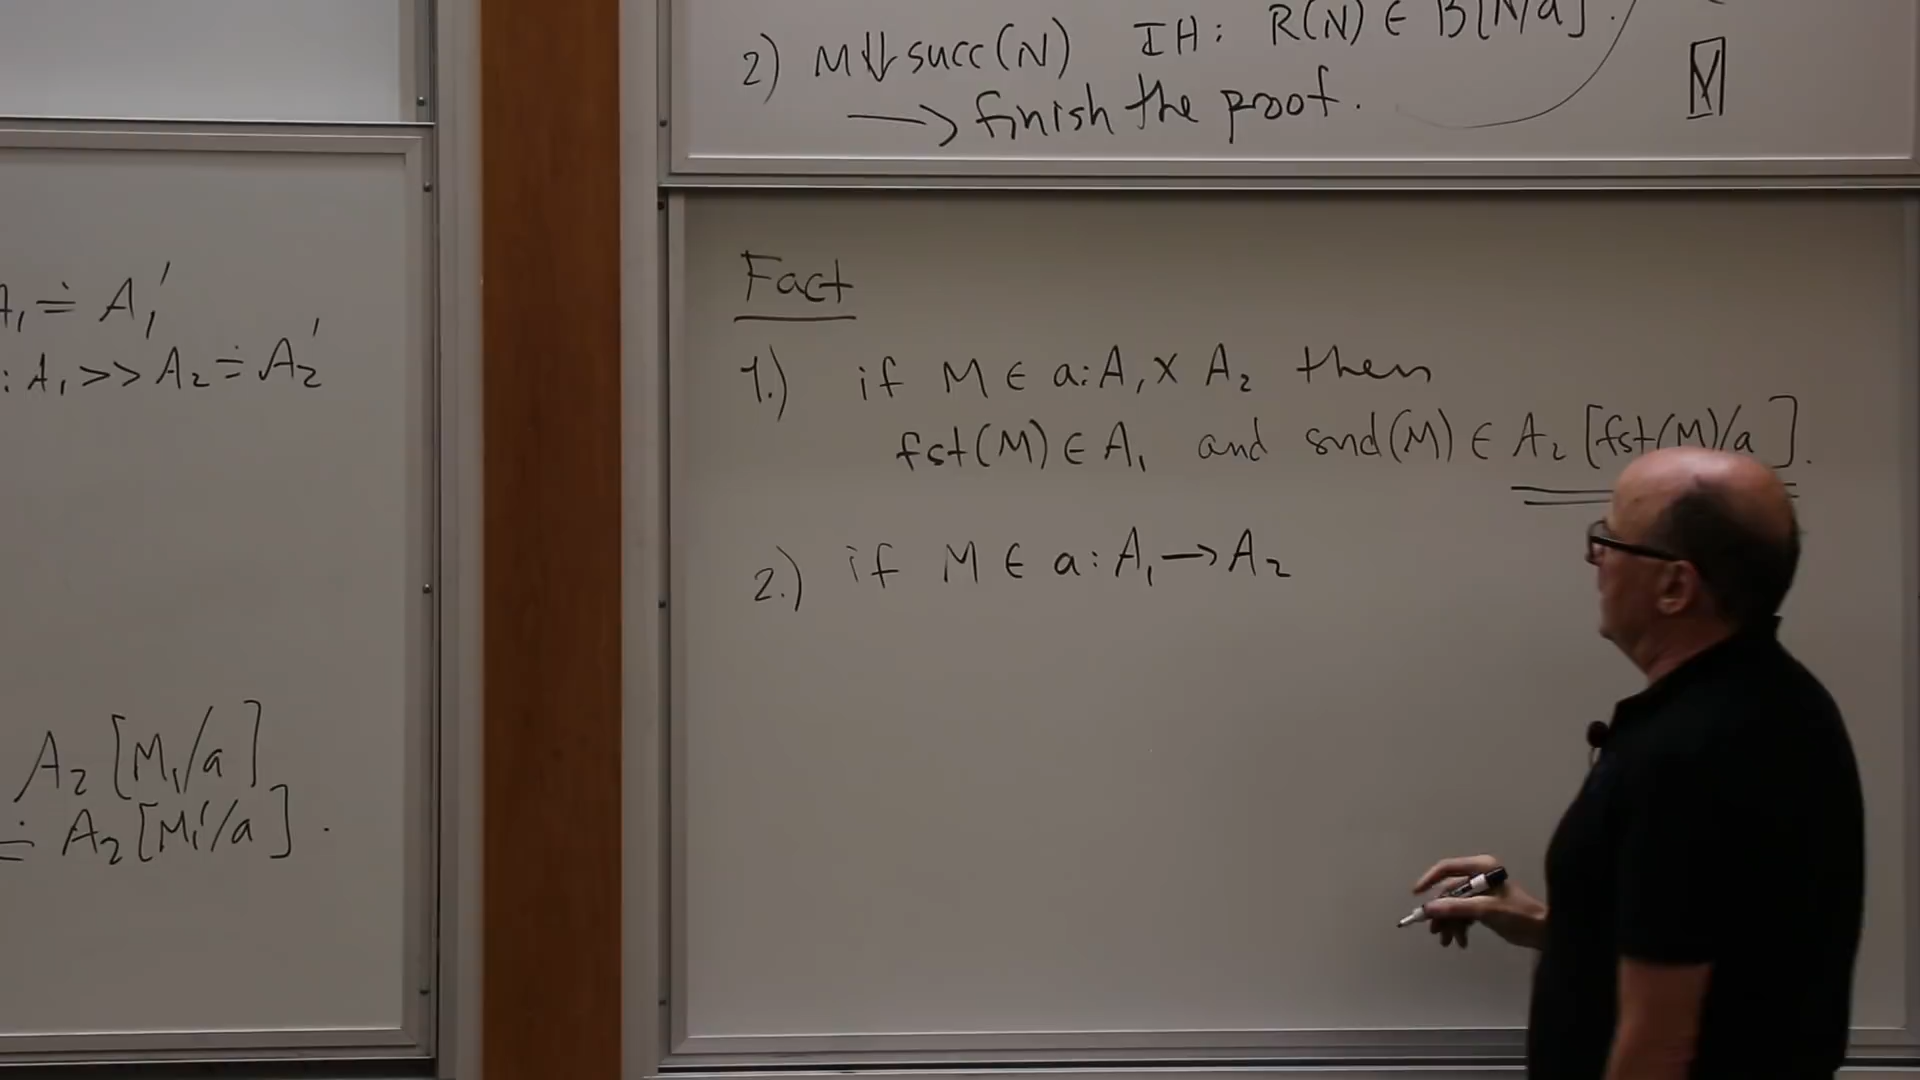 2) M⇓succ(N) IH: R(N) ∈ B[N/a].
→ finish the proof.
A₁ ≐ A₁'
: A₁ >> A₂ ≐ A₂'
A₂ [M₁/a]
≐ A₂ [M₁'/a].
Fact
1.) if M ∈ a:A₁ × A₂ then
fst(M) ∈ A₁ and snd(M) ∈ A₂ [fst(M)/a].
2.) if M ∈ a:A₁ → A₂